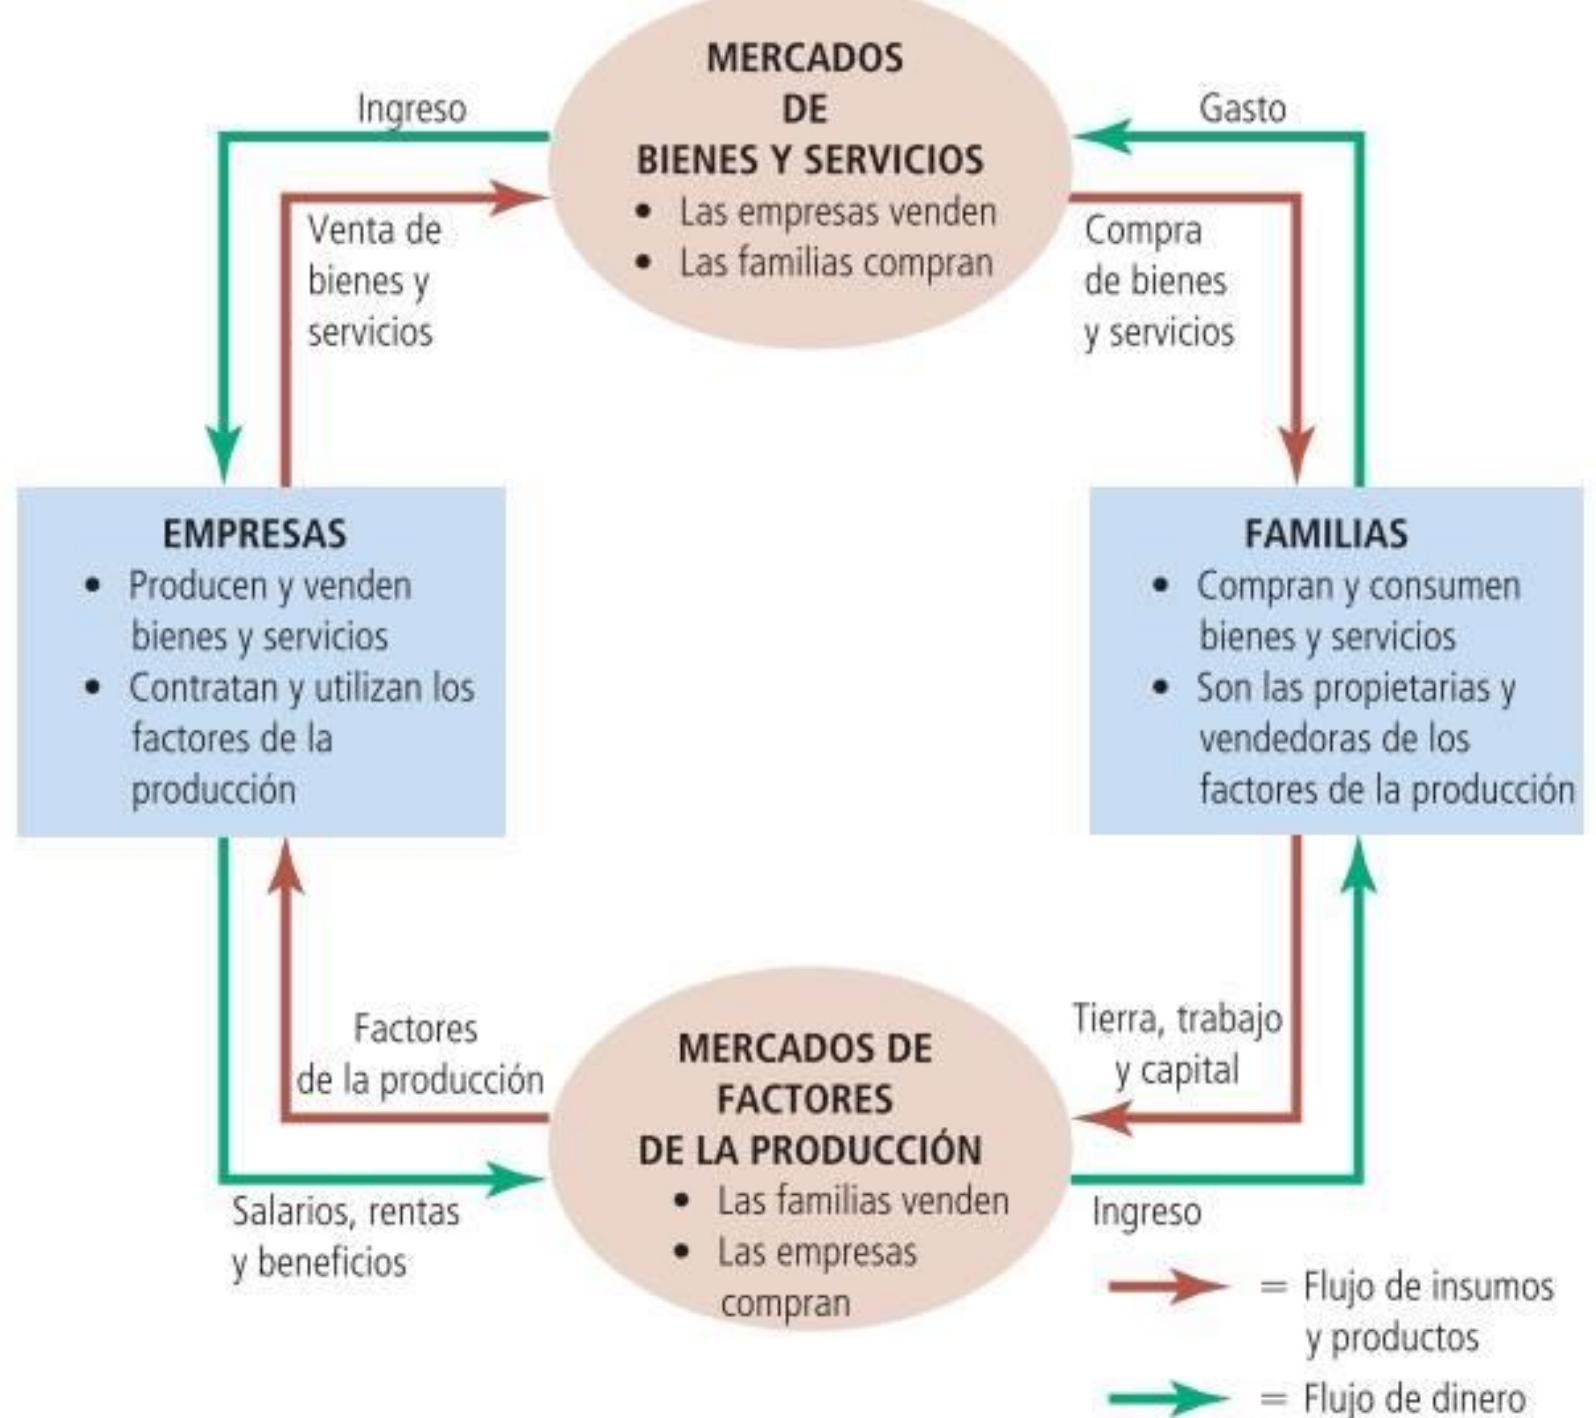 MERCADOS
DE
BIENES Y SERVICIOS
• Las empresas venden
• Las familias compran
Ingreso
Gasto
Venta de
bienes y
servicios
Compra
de bienes
y servicios
EMPRESAS
• Producen y venden
bienes y servicios
• Contratan y utilizan los
factores de la
producción
FAMILIAS
• Compran y consumen
bienes y servicios
• Son las propietarias y
vendedoras de los
factores de la producción
Factores
de la producción
Tierra, trabajo
y capital
MERCADOS DE
FACTORES
DE LA PRODUCCIÓN
• Las familias venden
• Las empresas
compran
Salarios, rentas
y beneficios
Ingreso
= Flujo de insumos
y productos
= Flujo de dinero